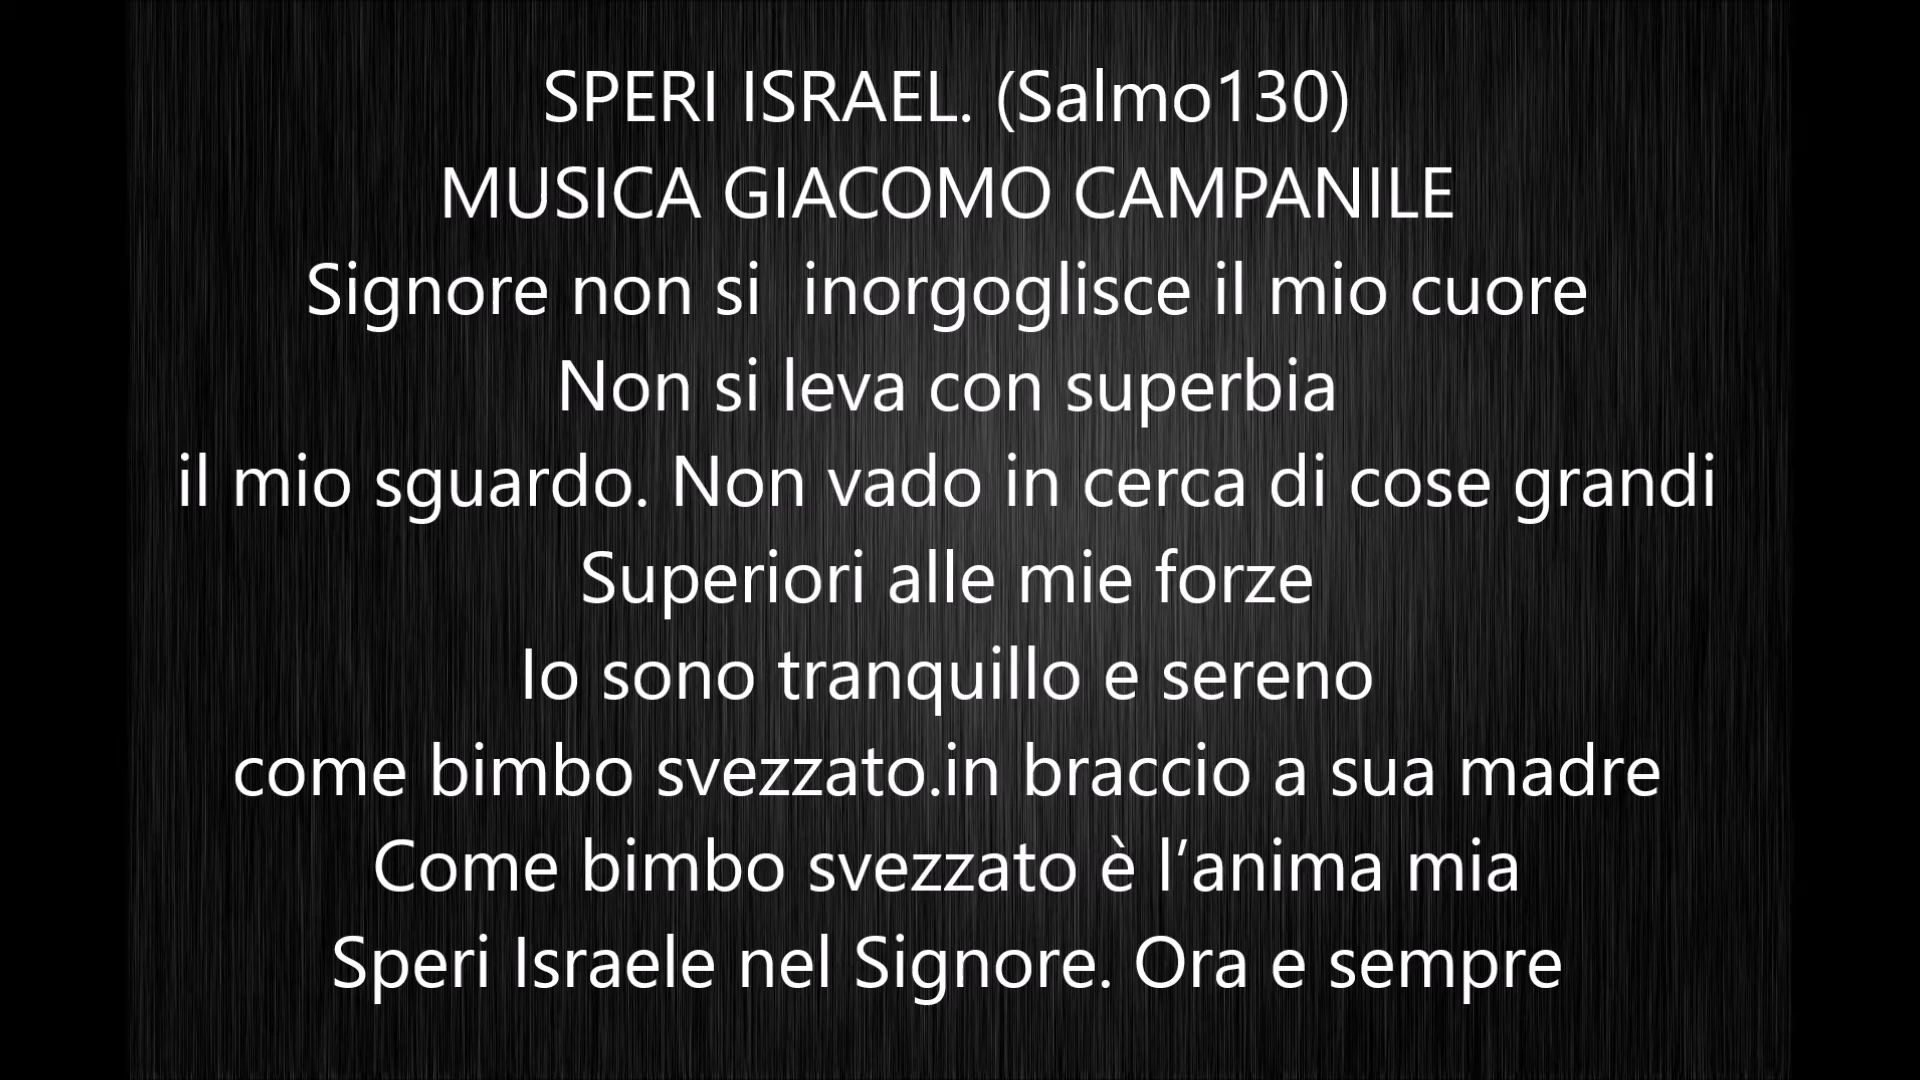 SPERI ISRAEL. (Salmo130)
MUSICA GIACOMO CAMPANILE
Signore non si  inorgoglisce il mio cuore
Non si leva con superbia
il mio sguardo. Non vado in cerca di cose grandi
Superiori alle mie forze
Io sono tranquillo e sereno
come bimbo svezzato.in braccio a sua madre
Come bimbo svezzato è l’anima mia
Speri Israele nel Signore. Ora e sempre